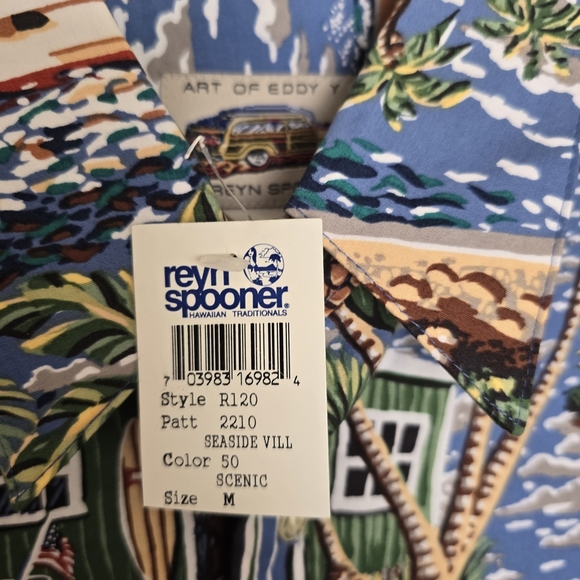 ART OF EDDY Y
REYN SP
reyn
spooner®
HAWAIIAN TRADITIONALS
7 03983 16982 4
Style R120
Patt 2210
SEASIDE VILL
Color 50
SCENIC
Size M